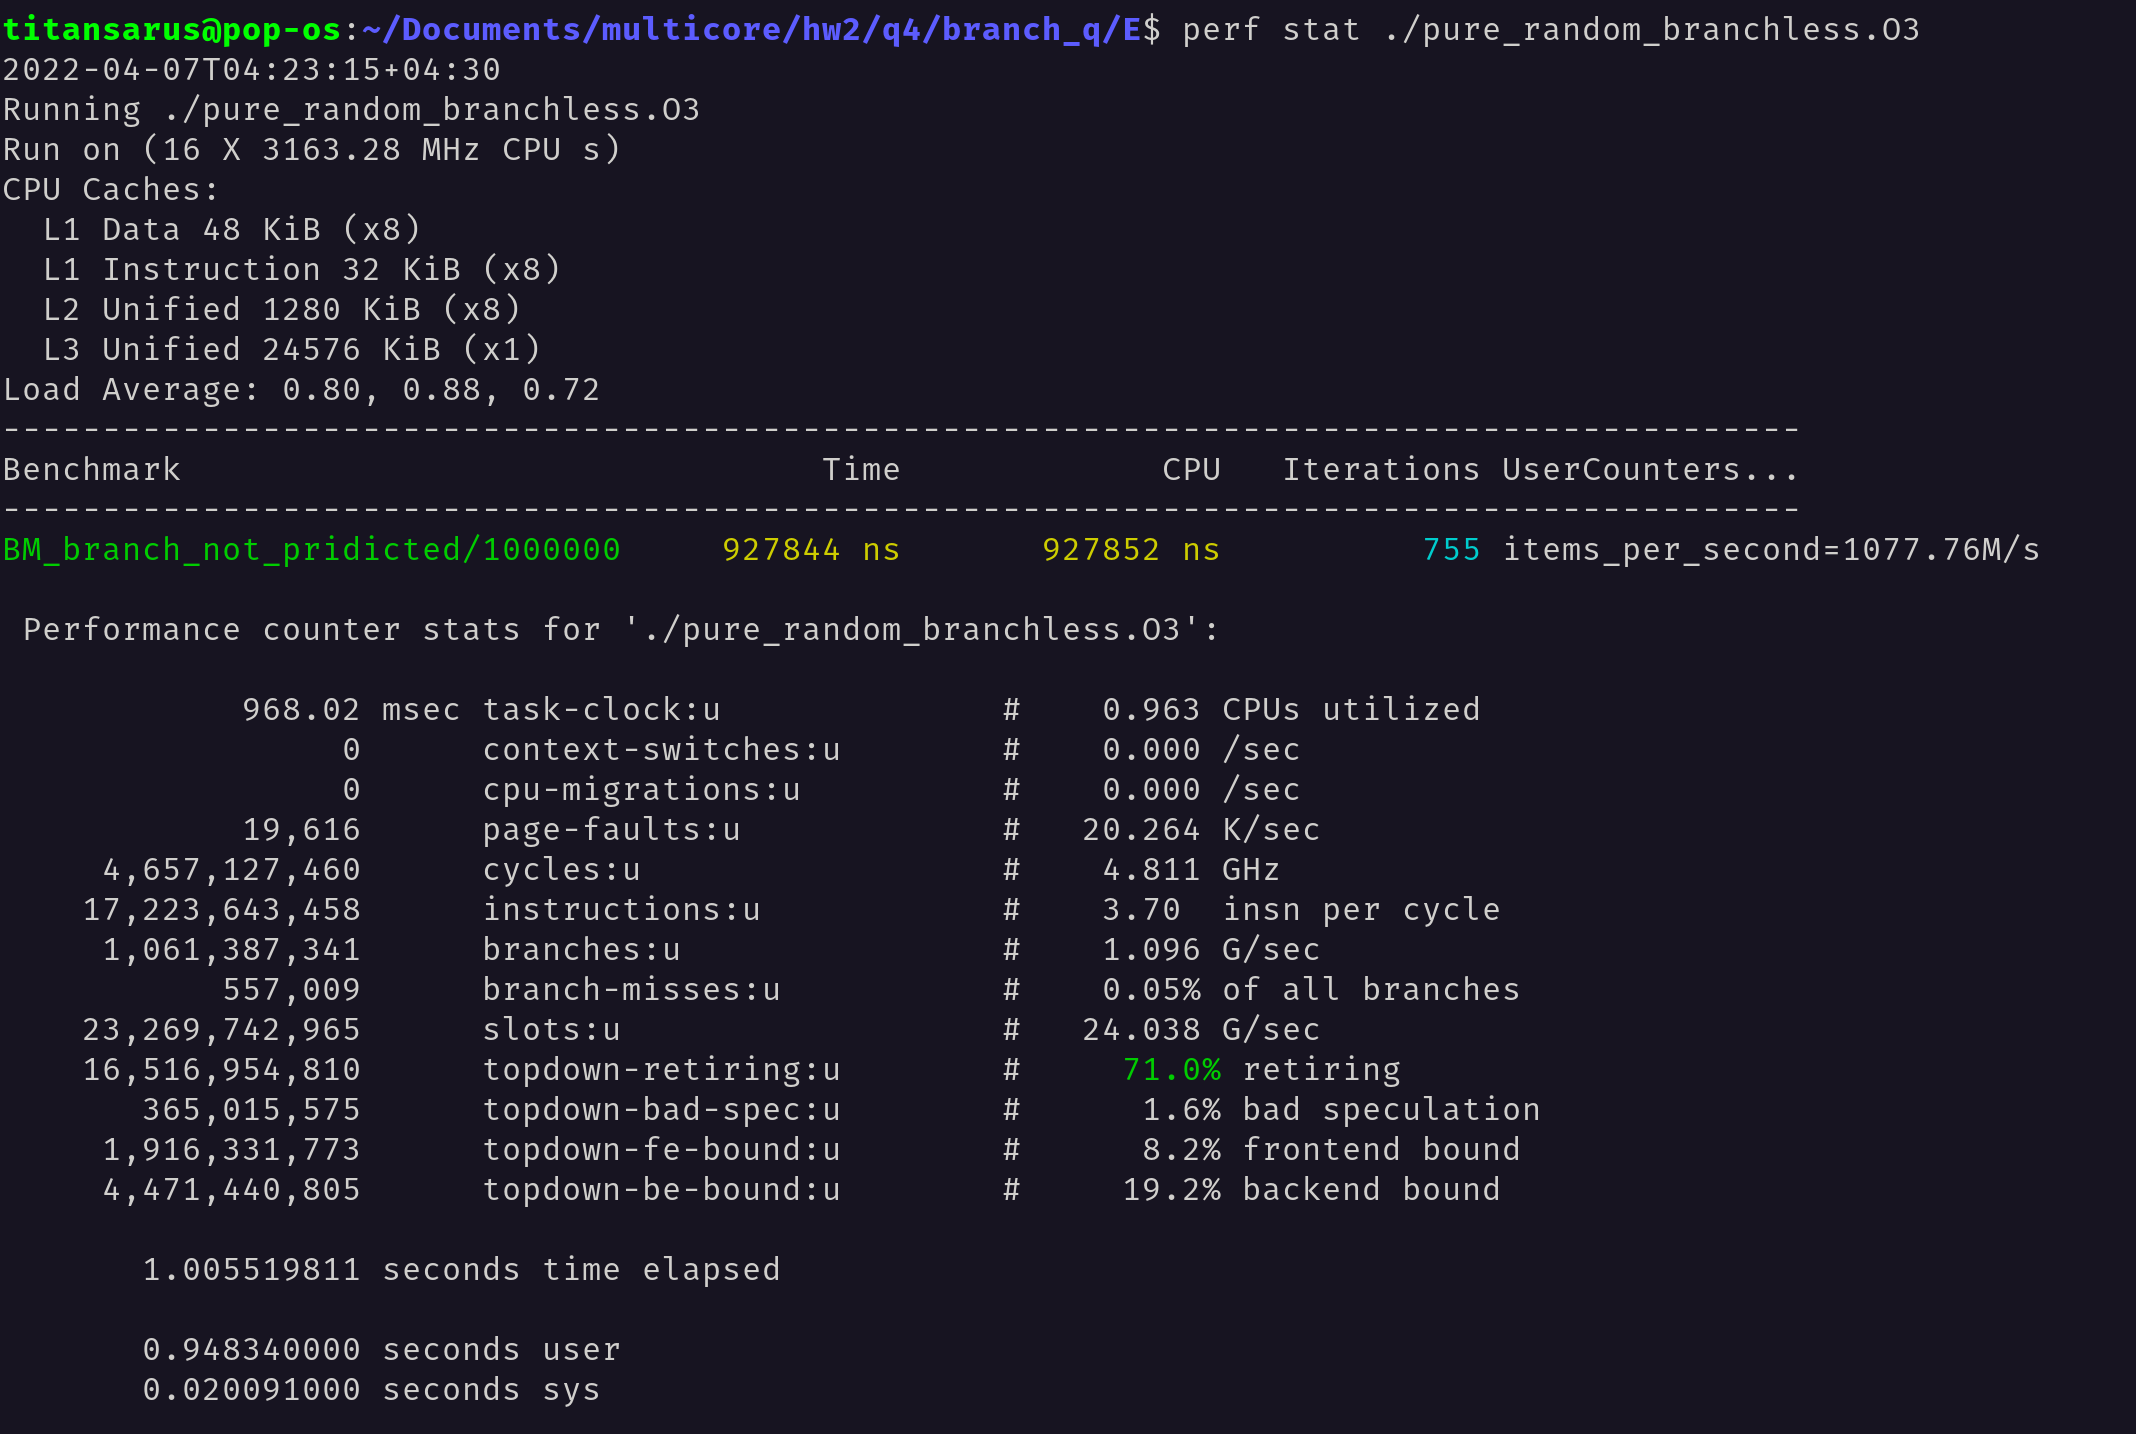 titansarus@pop-os:~/Documents/multicore/hw2/q4/branch_q/E$ perf stat ./pure_random_branchless.O3
2022-04-07T04:23:15+04:30
Running ./pure_random_branchless.O3
Run on (16 X 3163.28 MHz CPU s)
CPU Caches:
  L1 Data 48 KiB (x8)
  L1 Instruction 32 KiB (x8)
  L2 Unified 1280 KiB (x8)
  L3 Unified 24576 KiB (x1)
Load Average: 0.80, 0.88, 0.72
------------------------------------------------------------------------------------------
Benchmark                                Time             CPU   Iterations UserCounters...
------------------------------------------------------------------------------------------
BM_branch_not_pridicted/1000000     927844 ns       927852 ns          755 items_per_second=1077.76M/s
 Performance counter stats for './pure_random_branchless.O3':
            968.02 msec task-clock:u              #    0.963 CPUs utilized
                 0      context-switches:u        #    0.000 /sec
                 0      cpu-migrations:u          #    0.000 /sec
            19,616      page-faults:u             #   20.264 K/sec
     4,657,127,460      cycles:u                  #    4.811 GHz
    17,223,643,458      instructions:u            #    3.70  insn per cycle
     1,061,387,341      branches:u                #    1.096 G/sec
           557,009      branch-misses:u           #    0.05% of all branches
    23,269,742,965      slots:u                   #   24.038 G/sec
    16,516,954,810      topdown-retiring:u        #     71.0% retiring
       365,015,575      topdown-bad-spec:u        #      1.6% bad speculation
     1,916,331,773      topdown-fe-bound:u        #      8.2% frontend bound
     4,471,440,805      topdown-be-bound:u        #     19.2% backend bound
       1.005519811 seconds time elapsed
       0.948340000 seconds user
       0.020091000 seconds sys